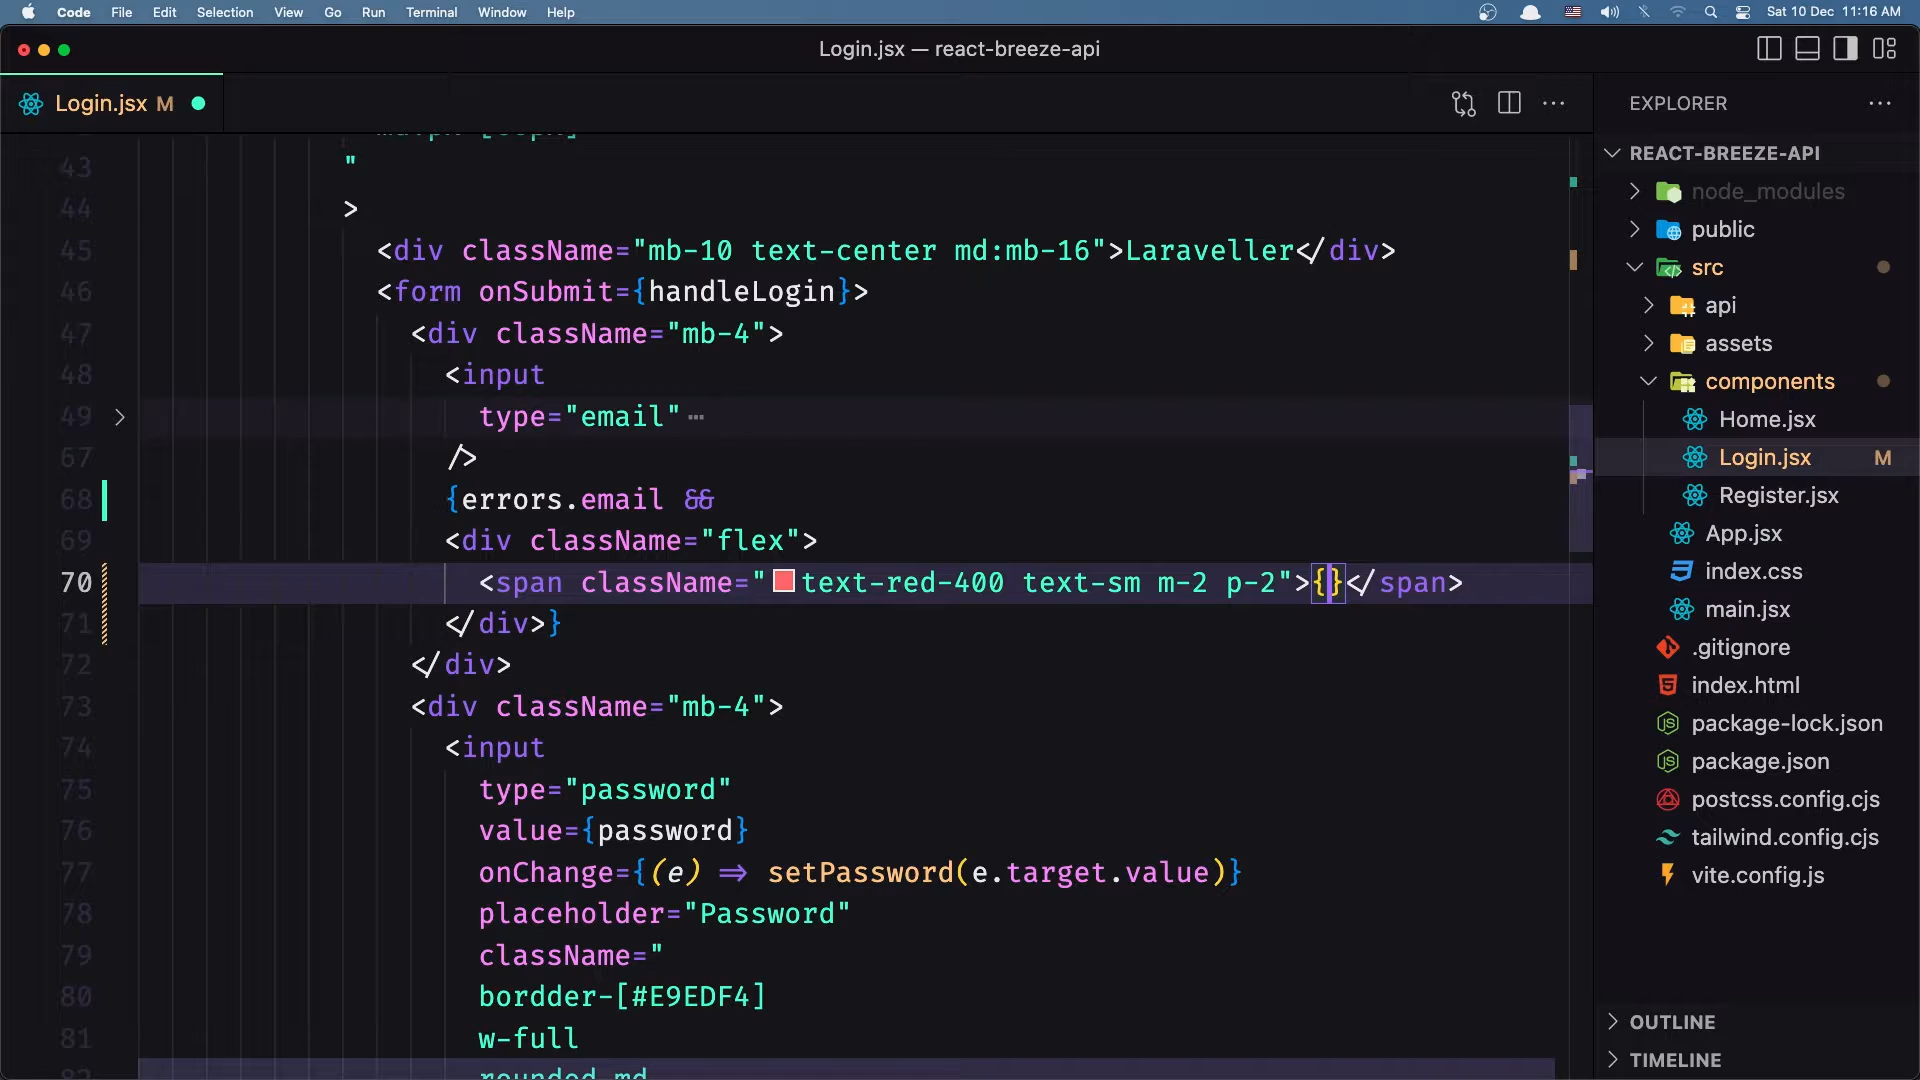 Code File Edit Selection View Go Run Terminal Window Help Sat 10 Dec 11:16 AM
Login.jsx — react-breeze-api
Login.jsx M
43 "
44 >
45 <div className="mb-10 text-center md:mb-16">Laraveller</div>
46 <form onSubmit={handleLogin}>
47 <div className="mb-4">
48 <input
49 type="email"…
67 />
68 {errors.email &&
69 <div className="flex">
70 <span className="text-red-400 text-sm m-2 p-2">{}</span>
71 </div>}
72 </div>
73 <div className="mb-4">
74 <input
75 type="password"
76 value={password}
77 onChange={(e) => setPassword(e.target.value)}
78 placeholder="Password"
79 className="
80 bordder-[#E9EDF4]
81 w-full
82 rounded-md
EXPLORER
REACT-BREEZE-API
node_modules
public
src
api
assets
components
Home.jsx
Login.jsx M
Register.jsx
App.jsx
index.css
main.jsx
.gitignore
index.html
package-lock.json
package.json
postcss.config.cjs
tailwind.config.cjs
vite.config.js
OUTLINE
TIMELINE